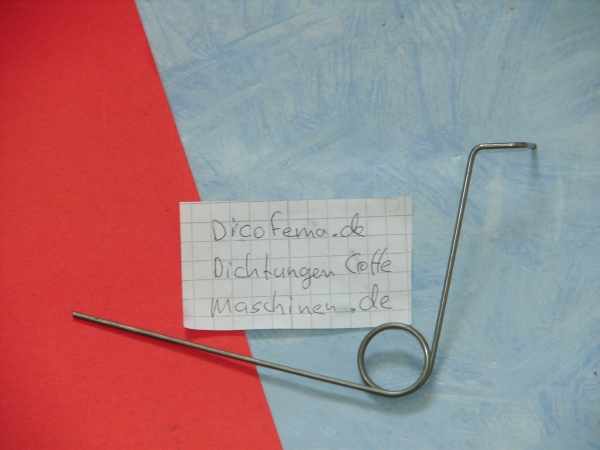 Dicofema.de
Dichtungen Coffe
Maschinen.de